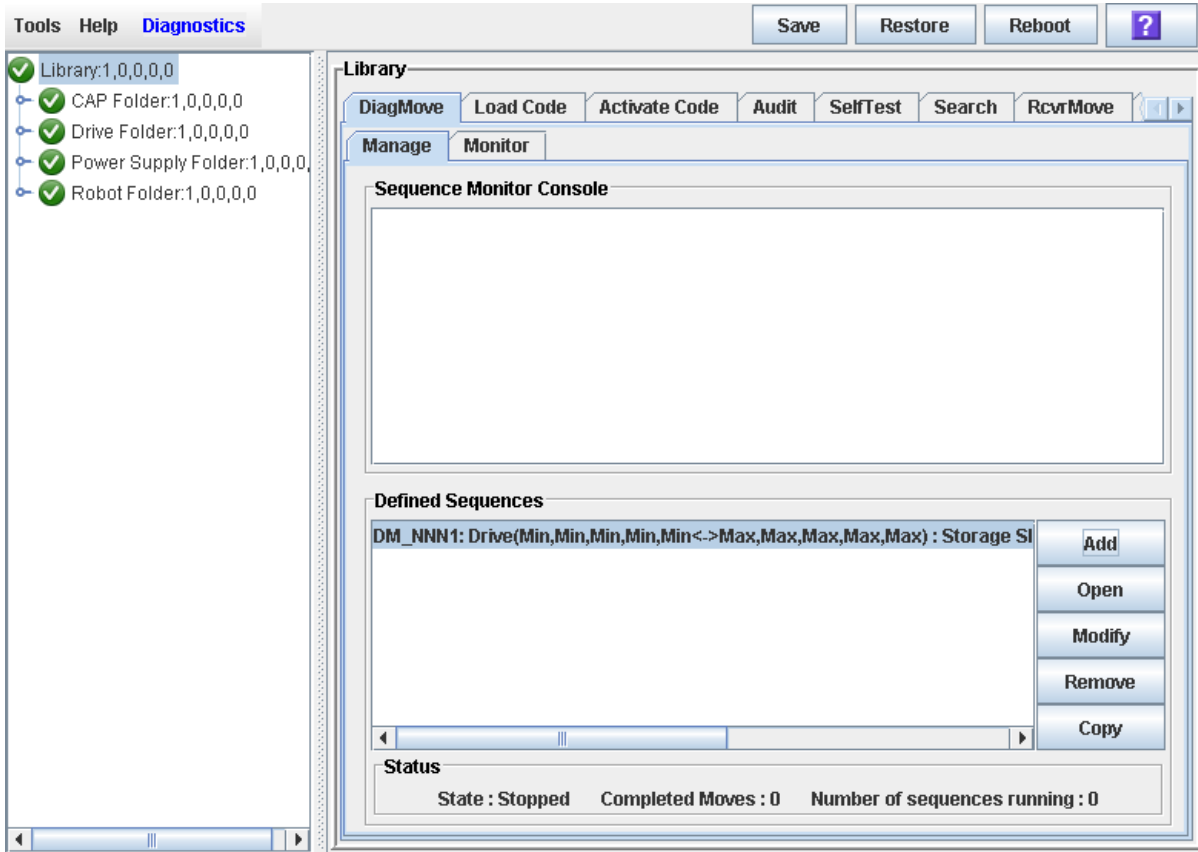 Tools Help Diagnostics Save Restore Reboot ?
Library:1,0,0,0,0
CAP Folder:1,0,0,0,0
Drive Folder:1,0,0,0,0
Power Supply Folder:1,0,0,0,
Robot Folder:1,0,0,0,0
Library
DiagMove Load Code Activate Code Audit SelfTest Search RcvrMove
Manage Monitor
Sequence Monitor Console
Defined Sequences
DM_NNN1: Drive(Min,Min,Min,Min,Min<->Max,Max,Max,Max,Max) : Storage Sl
Add
Open
Modify
Remove
Copy
Status
State : Stopped Completed Moves : 0 Number of sequences running : 0